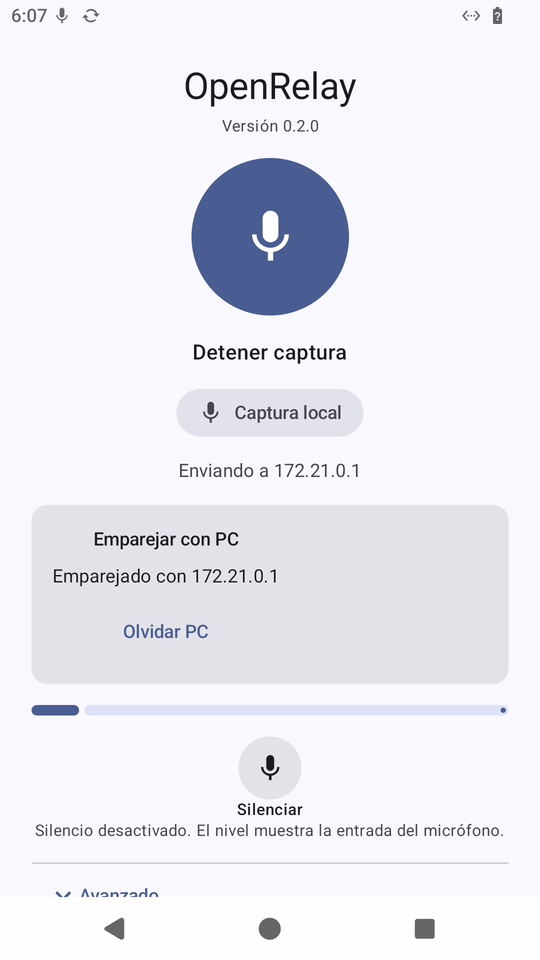 6:07
OpenRelay
Versión 0.2.0
Detener captura
Captura local
Enviando a 172.21.0.1
Emparejar con PC
Emparejado con 172.21.0.1
Olvidar PC
Silenciar
Silencio desactivado. El nivel muestra la entrada del micrófono.
Avanzado